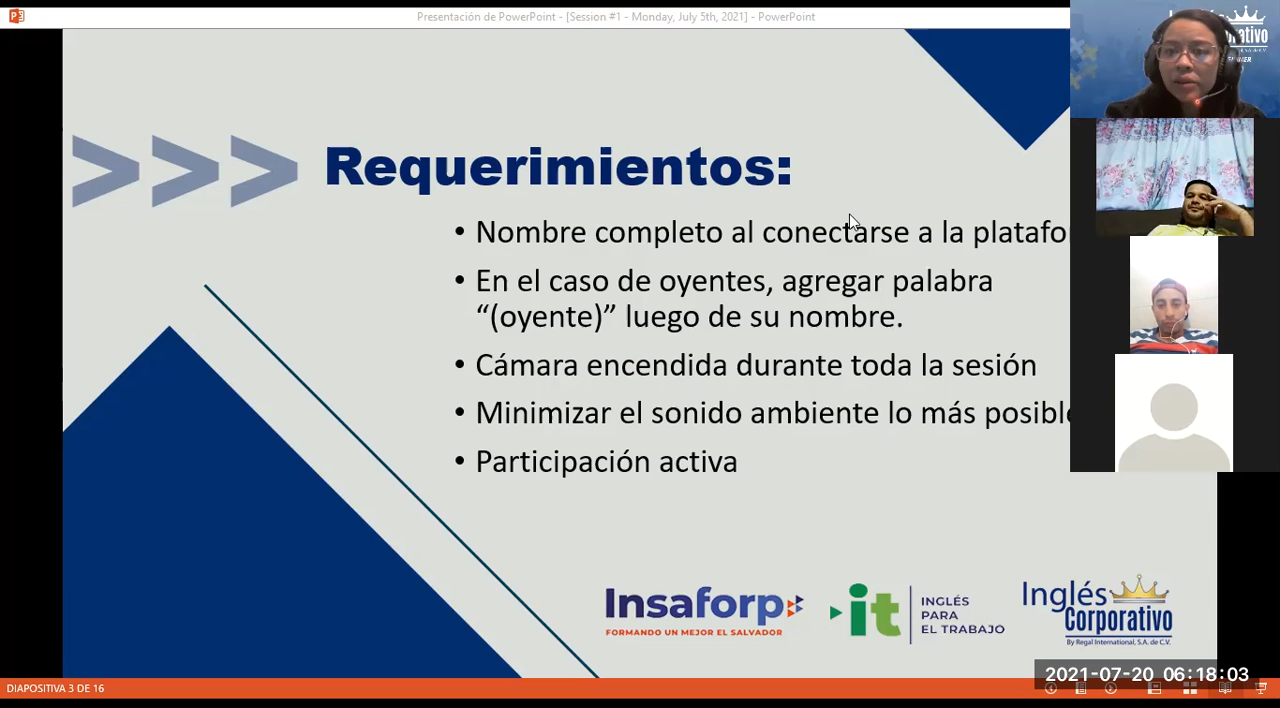 Presentación de PowerPoint - [Session #1 - Monday, July 5th, 2021] - PowerPoint
>>> Requerimientos:
• Nombre completo al conectarse a la platafo
• En el caso de oyentes, agregar palabra
“(oyente)” luego de su nombre.
• Cámara encendida durante toda la sesión
• Minimizar el sonido ambiente lo más posible
• Participación activa
Insaforp
FORMANDO UN MEJOR EL SALVADOR
it
INGLÉS
PARA
EL TRABAJO
Inglés
Corporativo
By Regal International, S.A. de C.V.
2021-07-20 06:18:03
DIAPOSITIVA 3 DE 16